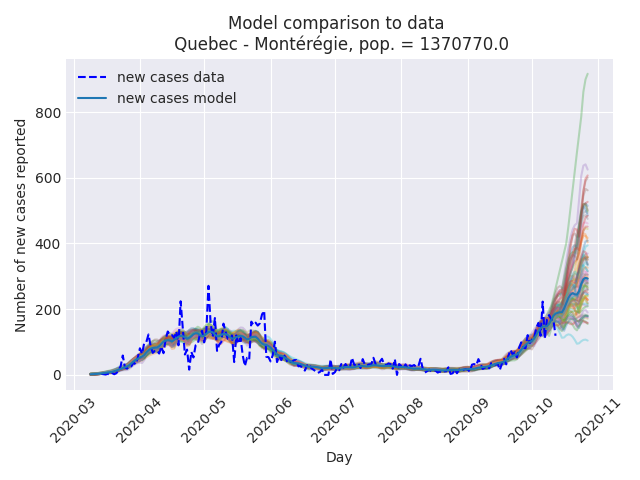 Model comparison to data
Quebec - Montérégie, pop. = 1370770.0
new cases data
new cases model
Number of new cases reported
800
600
400
200
0
2020-03
2020-04
2020-05
2020-06
2020-07
2020-08
2020-09
2020-10
2020-11
Day